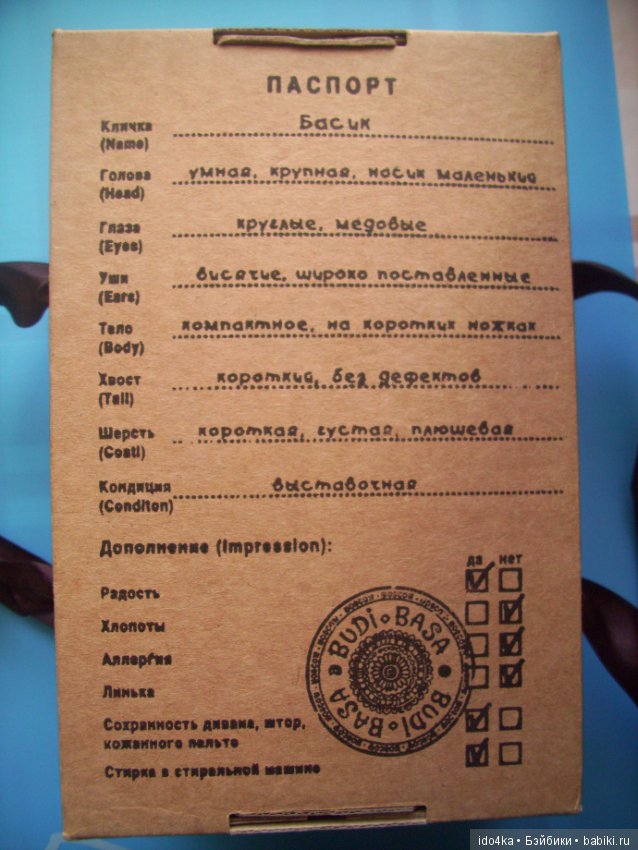 ПАСПОРТ
Кличка Басик
(Name)
Голова умная, крупная, носик маленький
(Head)
Глаза круглые, медовые
(Eyes)
Уши висячие, широко поставленные
(Ears)
Тело компактное, на коротких ножках
(Body)
Хвост короткий, без дефектов
(Tail)
Шерсть короткая, густая, плюшевая
(Coatl)
Кондиция выставочная
(Conditon)
Дополнение (Impression):
да нет
Радость
Хлопоты
Аллергия
Линька
Сохранность дивана, штор,
кожанного пальто
Стирка в стиральной машине
BUDi BASA BUDi BASA
ido4ka • Бэйбики • babiki.ru